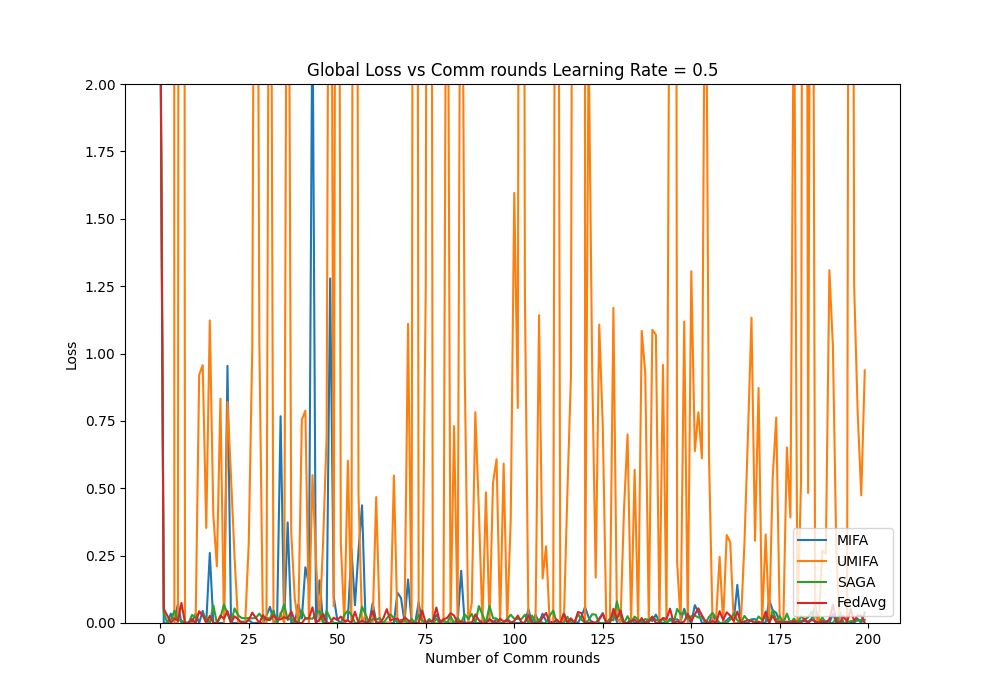 Global Loss vs Comm rounds Learning Rate = 0.5
2.00
1.75
1.50
1.25
1.00
0.75
0.50
0.25
0.00
Loss
MIFA
UMIFA
SAGA
FedAvg
0 25 50 75 100 125 150 175 200
Number of Comm rounds